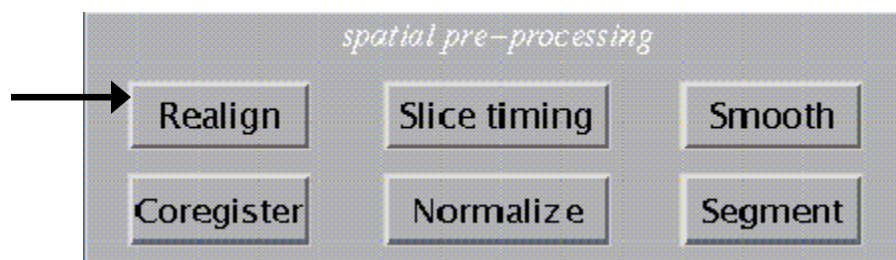 spatial pre-processing
Realign Slice timing Smooth
Coregister Normalize Segment